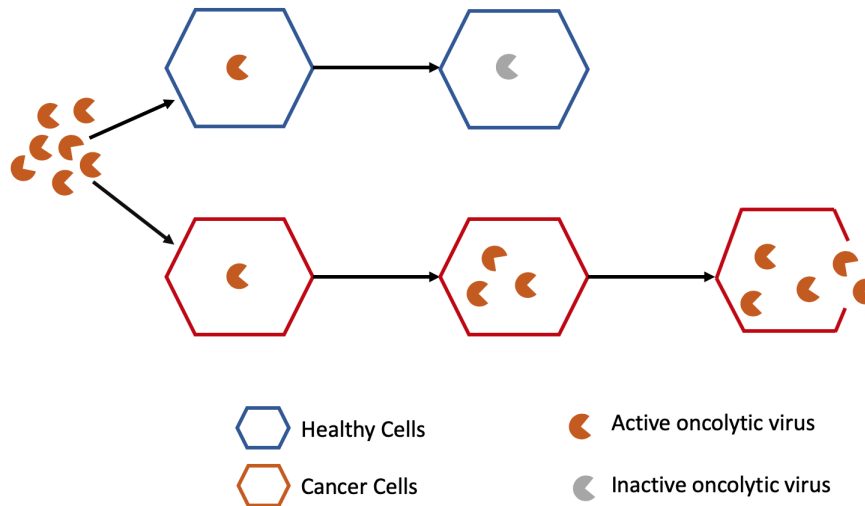 Healthy Cells
Active oncolytic virus
Cancer Cells
Inactive oncolytic virus